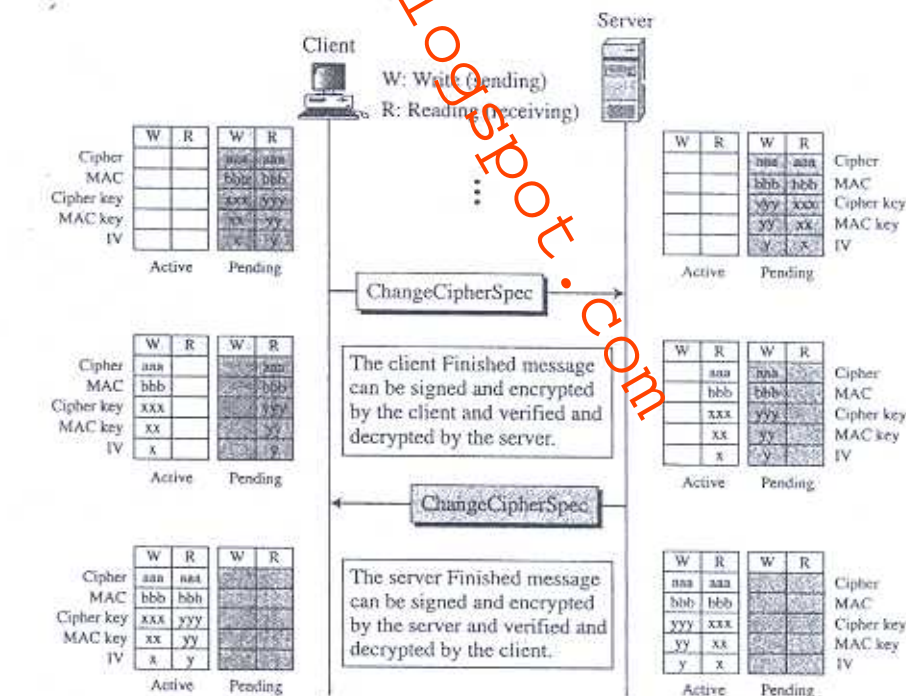 Server
Client
W: Write (sending)
R: Reading (receiving)
logspot.com
W R W R
Cipher aaa aaa
MAC bbb bbb
Cipher key xxx yyy
MAC key xx yy
IV x y
Active Pending
W R W R
aaa aaa Cipher
bbb bbb MAC
yyy xxx Cipher key
yy xx MAC key
y x IV
Active Pending
ChangeCipherSpec
W R W R
Cipher aaa aaa
MAC bbb bbb
Cipher key xxx yyy
MAC key xx yy
IV x y
Active Pending
The client Finished message
can be signed and encrypted
by the client and verified and
decrypted by the server.
W R W R
aaa aaa Cipher
bbb bbb MAC
xxx yyy Cipher key
xx yy MAC key
x y IV
Active Pending
ChangeCipherSpec
W R W R
Cipher aaa aaa
MAC bbb bbb
Cipher key xxx yyy
MAC key xx yy
IV x y
Active Pending
The server Finished message
can be signed and encrypted
by the server and verified and
decrypted by the client.
W R W R
aaa aaa Cipher
bbb bbb MAC
yyy xxx Cipher key
yy xx MAC key
y x IV
Active Pending